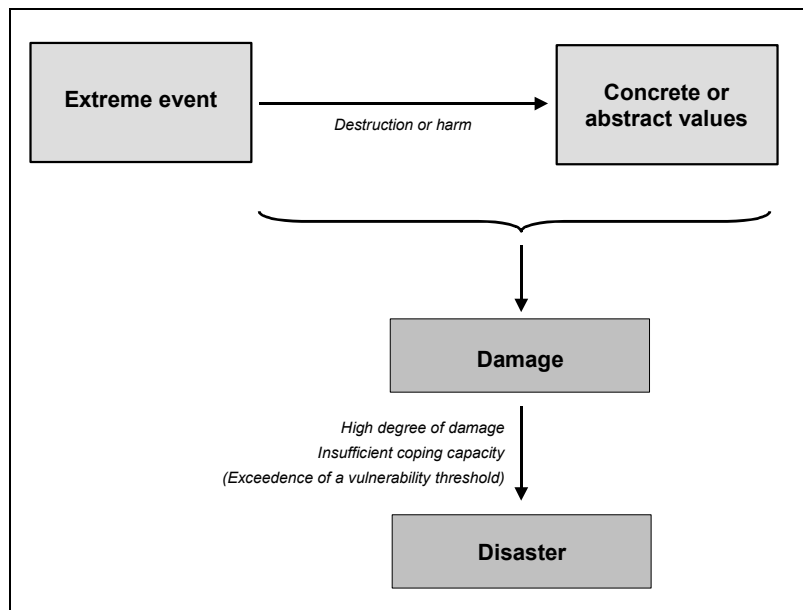 Extreme event
Destruction or harm
Concrete or
abstract values
Damage
High degree of damage
Insufficient coping capacity
(Exceedence of a vulnerability threshold)
Disaster